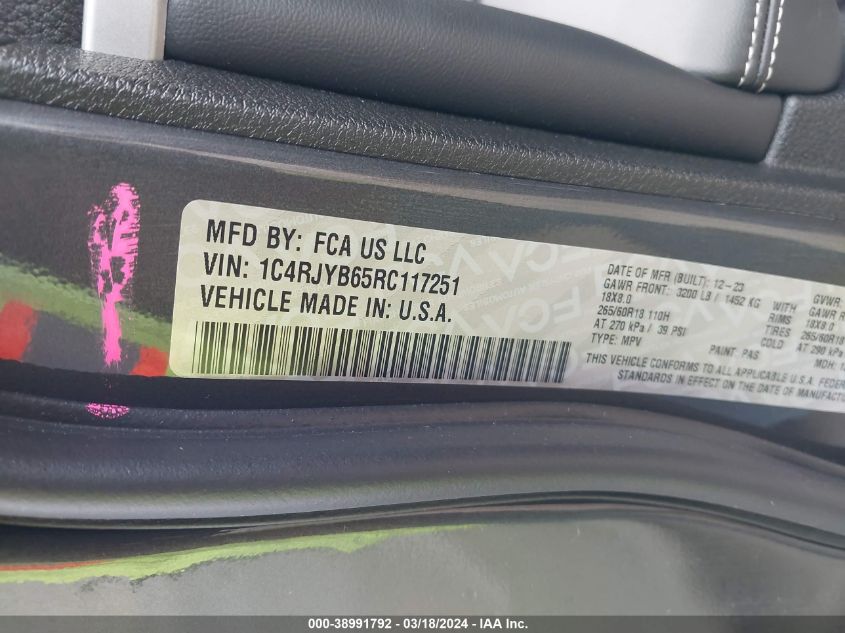 MFD BY: FCA US LLC
VIN: 1C4RJYB65RC117251
VEHICLE MADE IN: U.S.A.
DATE OF MFR (BUILT): 12-23
GAWR FRONT: 3200 LB / 1452 KG WITH
18X8.0 RIMS
265/60R18 110H TIRES
AT 270 kPa / 39 PSI COLD
TYPE: MPV PAINT: PAS
GVWR:
GAWR R
18X8.0
265/60R18
AT 290 kPa
MDH:
THIS VEHICLE CONFORMS TO ALL APPLICABLE U.S.A. FEDER
STANDARDS IN EFFECT ON THE DATE OF MANUFACTU
000-38991792 - 03/18/2024 - IAA Inc.